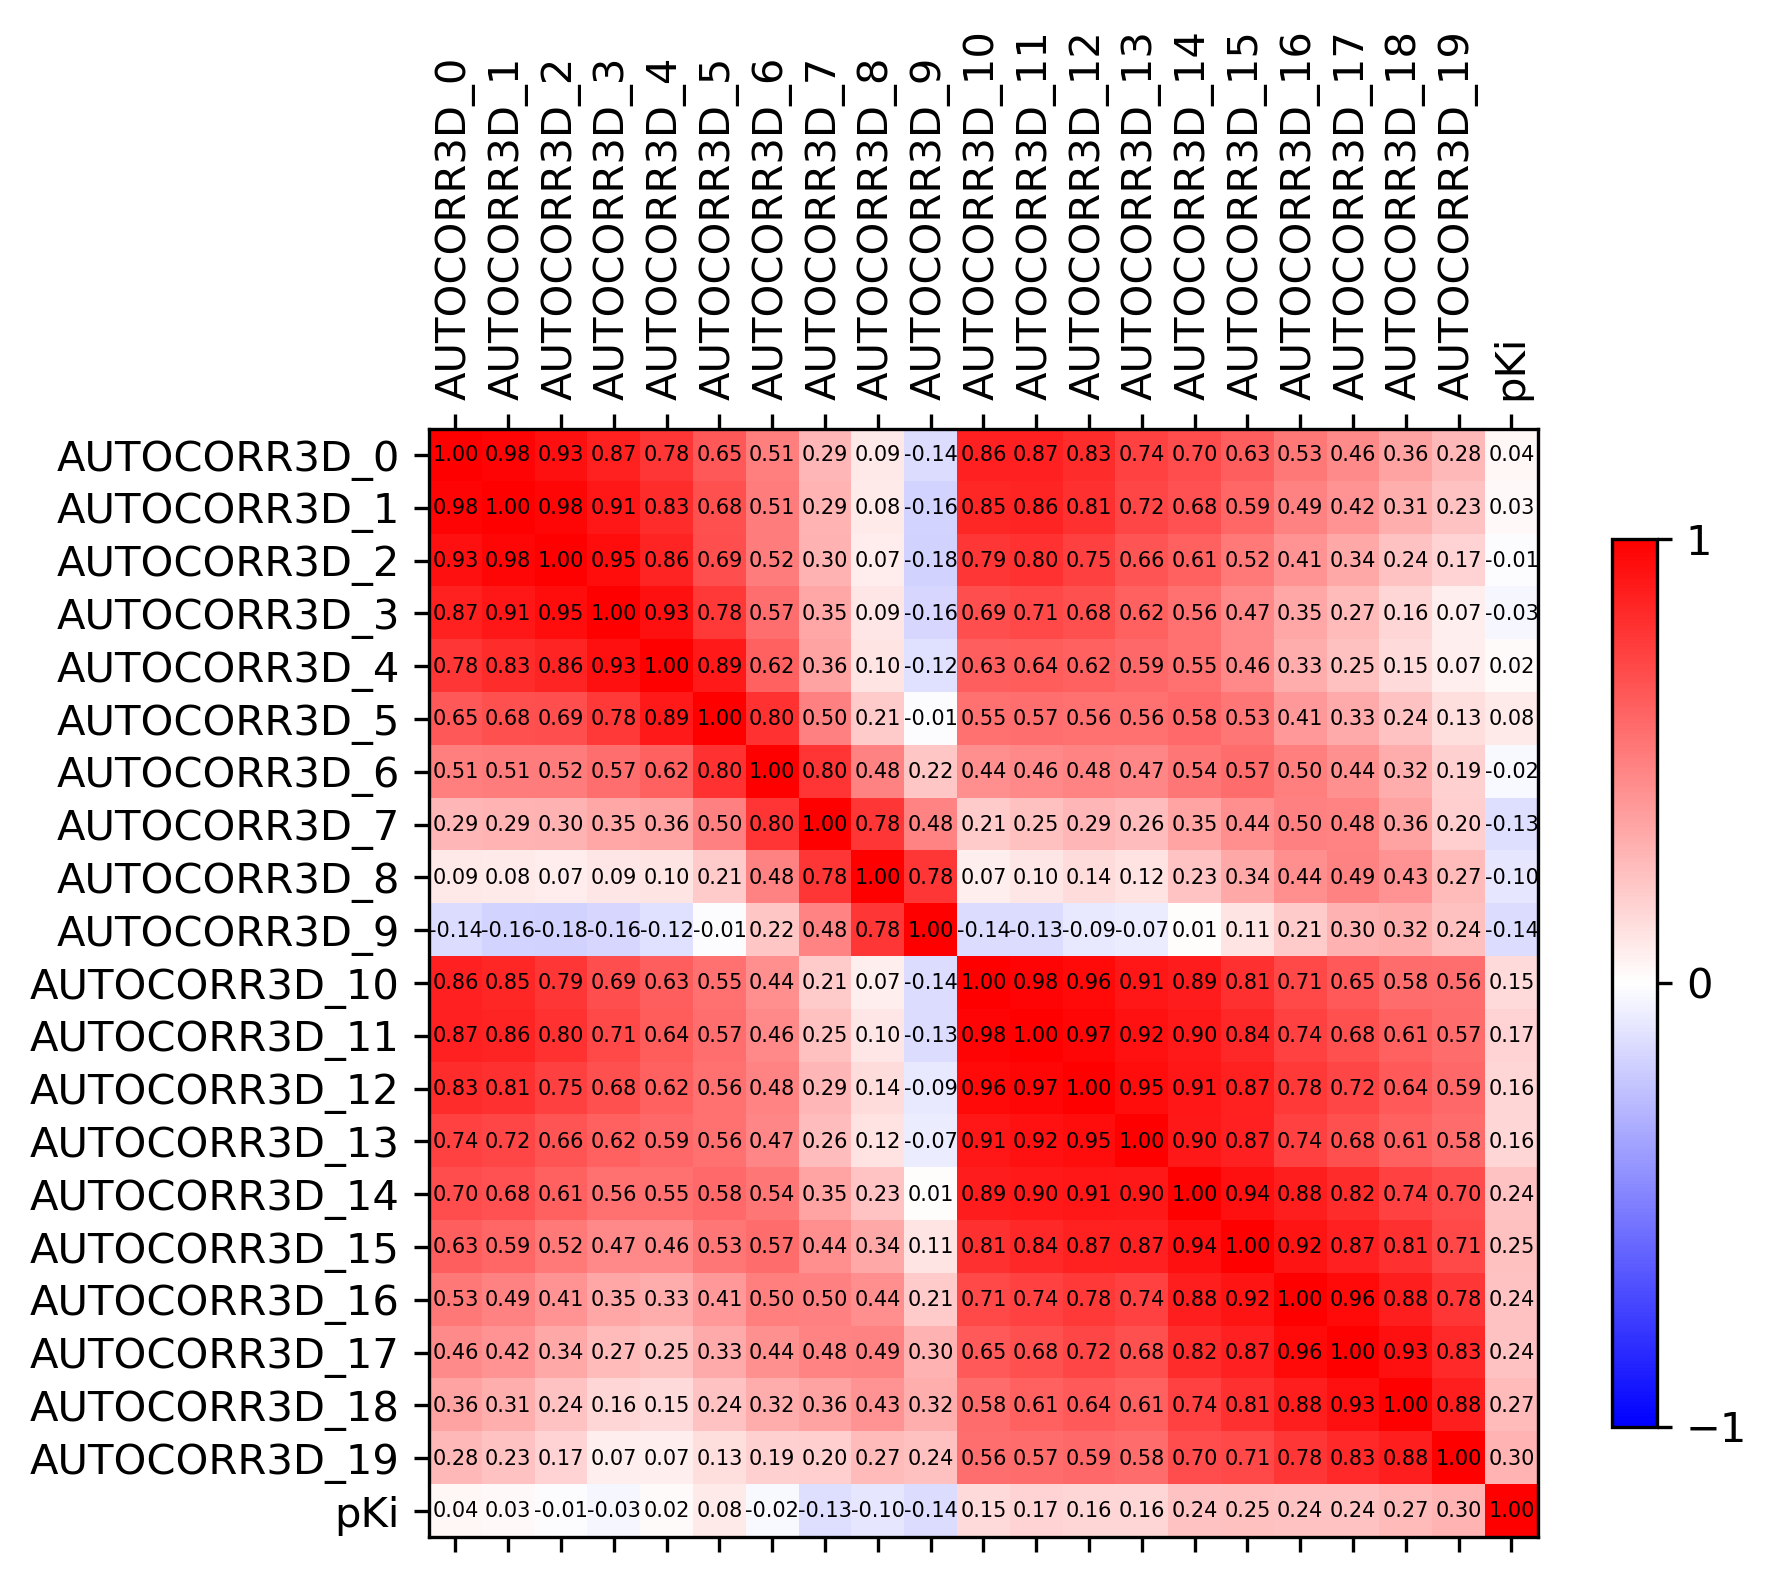 AUTOCORR3D_0 AUTOCORR3D_1 AUTOCORR3D_2 AUTOCORR3D_3 AUTOCORR3D_4 AUTOCORR3D_5 AUTOCORR3D_6 AUTOCORR3D_7 AUTOCORR3D_8 AUTOCORR3D_9 AUTOCORR3D_10 AUTOCORR3D_11 AUTOCORR3D_12 AUTOCORR3D_13 AUTOCORR3D_14 AUTOCORR3D_15 AUTOCORR3D_16 AUTOCORR3D_17 AUTOCORR3D_18 AUTOCORR3D_19 pKi
AUTOCORR3D_0 1.00 0.98 0.93 0.87 0.78 0.65 0.51 0.29 0.09 -0.14 0.86 0.87 0.83 0.74 0.70 0.63 0.53 0.46 0.36 0.28 0.04
AUTOCORR3D_1 0.98 1.00 0.98 0.91 0.83 0.68 0.51 0.29 0.08 -0.16 0.85 0.86 0.81 0.72 0.68 0.59 0.49 0.42 0.31 0.23 0.03
AUTOCORR3D_2 0.93 0.98 1.00 0.95 0.86 0.69 0.52 0.30 0.07 -0.18 0.79 0.80 0.75 0.66 0.61 0.52 0.41 0.34 0.24 0.17 -0.01
AUTOCORR3D_3 0.87 0.91 0.95 1.00 0.93 0.78 0.57 0.35 0.09 -0.16 0.69 0.71 0.68 0.62 0.56 0.47 0.35 0.27 0.16 0.07 -0.03
AUTOCORR3D_4 0.78 0.83 0.86 0.93 1.00 0.89 0.62 0.36 0.10 -0.12 0.63 0.64 0.62 0.59 0.55 0.46 0.33 0.25 0.15 0.07 0.02
AUTOCORR3D_5 0.65 0.68 0.69 0.78 0.89 1.00 0.80 0.50 0.21 -0.01 0.55 0.57 0.56 0.56 0.58 0.53 0.41 0.33 0.24 0.13 0.08
AUTOCORR3D_6 0.51 0.51 0.52 0.57 0.62 0.80 1.00 0.80 0.48 0.22 0.44 0.46 0.48 0.47 0.54 0.57 0.50 0.44 0.32 0.19 -0.02
AUTOCORR3D_7 0.29 0.29 0.30 0.35 0.36 0.50 0.80 1.00 0.78 0.48 0.21 0.25 0.29 0.26 0.35 0.44 0.50 0.48 0.36 0.20 -0.13
AUTOCORR3D_8 0.09 0.08 0.07 0.09 0.10 0.21 0.48 0.78 1.00 0.78 0.07 0.10 0.14 0.12 0.23 0.34 0.44 0.49 0.43 0.27 -0.10
AUTOCORR3D_9 -0.14 -0.16 -0.18 -0.16 -0.12 -0.01 0.22 0.48 0.78 1.00 -0.14 -0.13 -0.09 -0.07 0.01 0.11 0.21 0.30 0.32 0.24 -0.14
AUTOCORR3D_10 0.86 0.85 0.79 0.69 0.63 0.55 0.44 0.21 0.07 -0.14 1.00 0.98 0.96 0.91 0.89 0.81 0.71 0.65 0.58 0.56 0.15
AUTOCORR3D_11 0.87 0.86 0.80 0.71 0.64 0.57 0.46 0.25 0.10 -0.13 0.98 1.00 0.97 0.92 0.90 0.84 0.74 0.68 0.61 0.57 0.17
AUTOCORR3D_12 0.83 0.81 0.75 0.68 0.62 0.56 0.48 0.29 0.14 -0.09 0.96 0.97 1.00 0.95 0.91 0.87 0.78 0.72 0.64 0.59 0.16
AUTOCORR3D_13 0.74 0.72 0.66 0.62 0.59 0.56 0.47 0.26 0.12 -0.07 0.91 0.92 0.95 1.00 0.90 0.87 0.74 0.68 0.61 0.58 0.16
AUTOCORR3D_14 0.70 0.68 0.61 0.56 0.55 0.58 0.54 0.35 0.23 0.01 0.89 0.90 0.91 0.90 1.00 0.94 0.88 0.82 0.74 0.70 0.24
AUTOCORR3D_15 0.63 0.59 0.52 0.47 0.46 0.53 0.57 0.44 0.34 0.11 0.81 0.84 0.87 0.87 0.94 1.00 0.92 0.87 0.81 0.71 0.25
AUTOCORR3D_16 0.53 0.49 0.41 0.35 0.33 0.41 0.50 0.50 0.44 0.21 0.71 0.74 0.78 0.74 0.88 0.92 1.00 0.96 0.88 0.78 0.24
AUTOCORR3D_17 0.46 0.42 0.34 0.27 0.25 0.33 0.44 0.48 0.49 0.30 0.65 0.68 0.72 0.68 0.82 0.87 0.96 1.00 0.93 0.83 0.24
AUTOCORR3D_18 0.36 0.31 0.24 0.16 0.15 0.24 0.32 0.36 0.43 0.32 0.58 0.61 0.64 0.61 0.74 0.81 0.88 0.93 1.00 0.88 0.27
AUTOCORR3D_19 0.28 0.23 0.17 0.07 0.07 0.13 0.19 0.20 0.27 0.24 0.56 0.57 0.59 0.58 0.70 0.71 0.78 0.83 0.88 1.00 0.30
pKi 0.04 0.03 -0.01 -0.03 0.02 0.08 -0.02 -0.13 -0.10 -0.14 0.15 0.17 0.16 0.16 0.24 0.25 0.24 0.24 0.27 0.30 1.00
1
0
−1